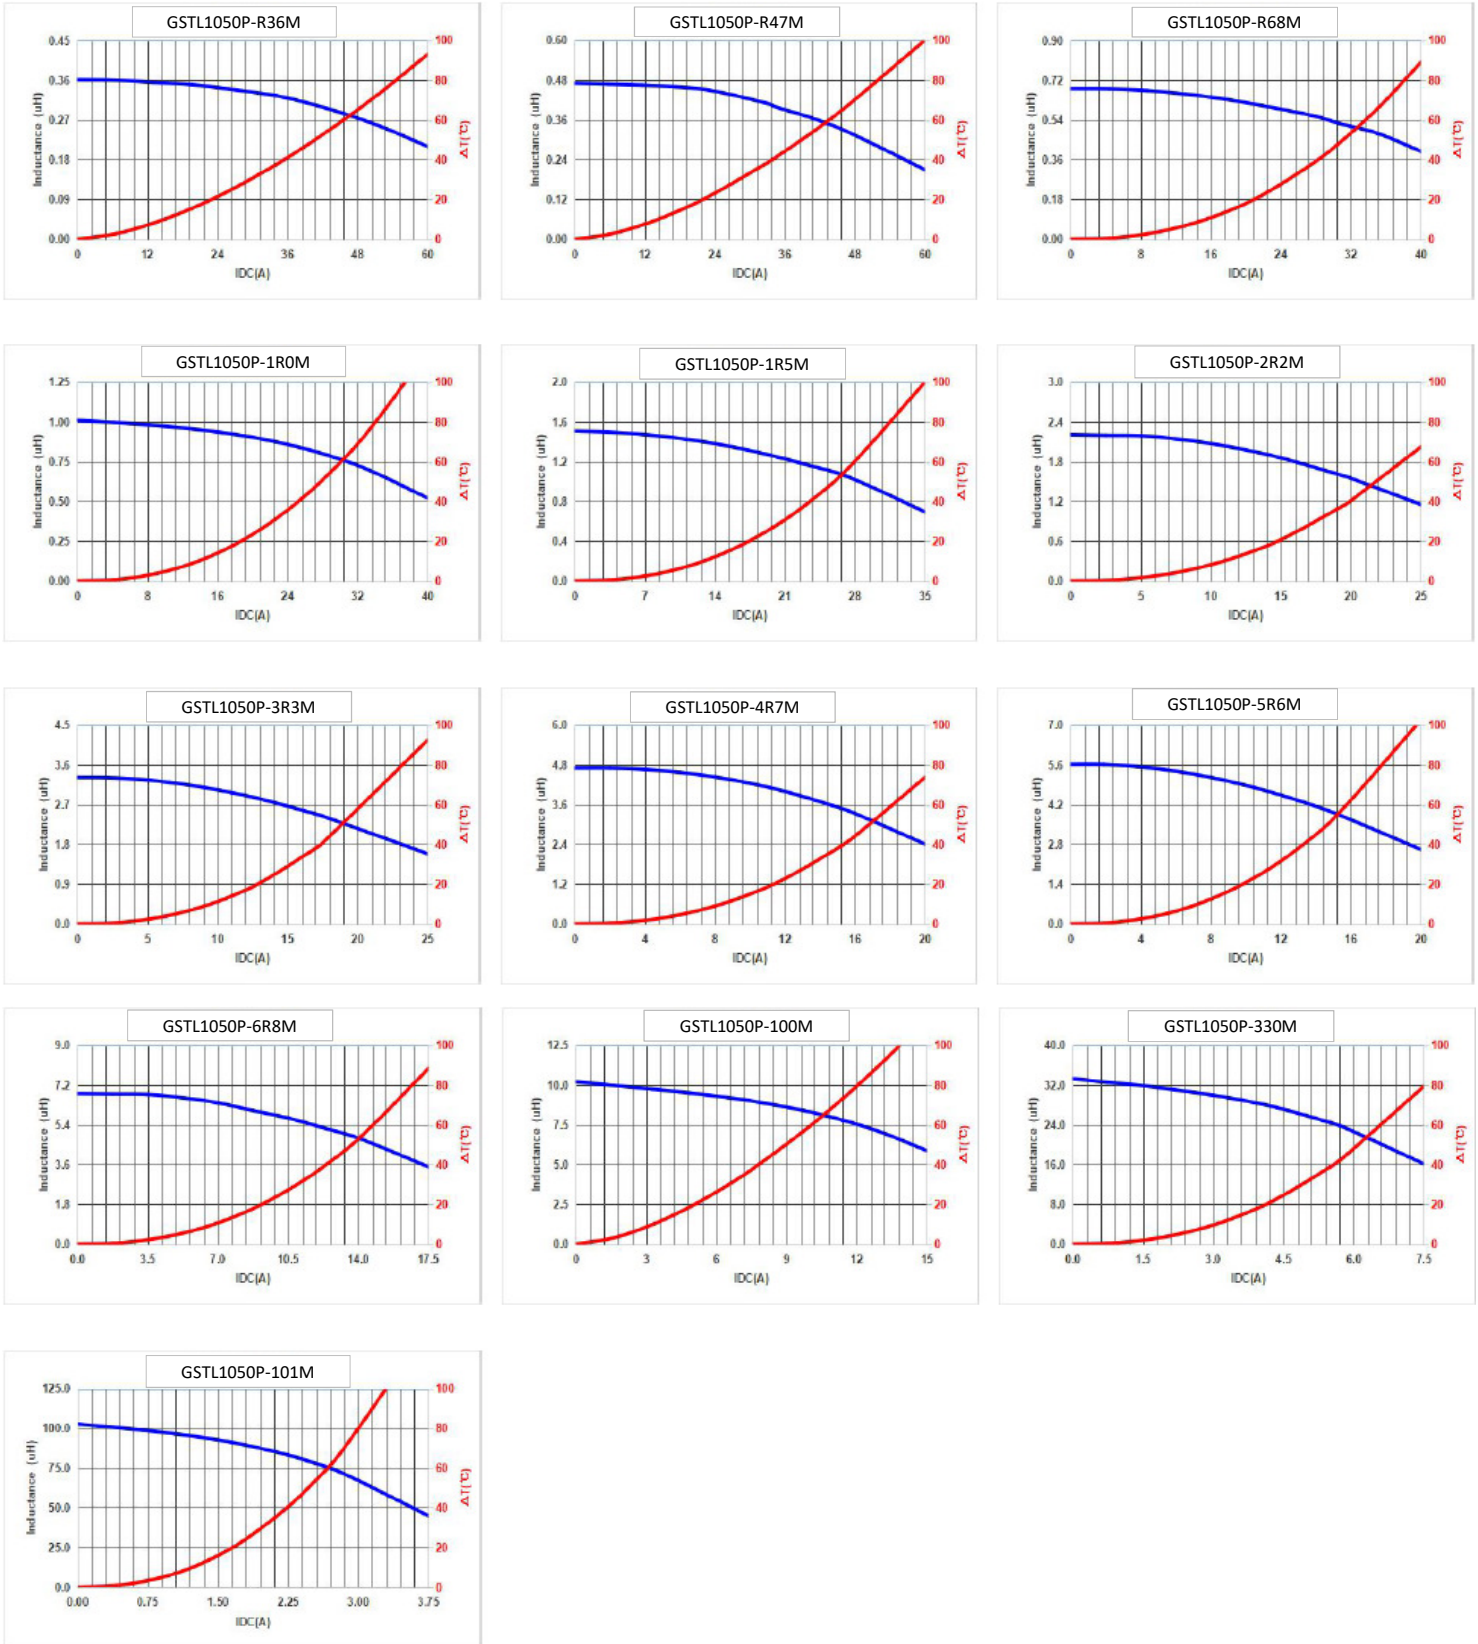 GSTL1050P-R36M
0.45
0.36
0.27
0.18
0.09
0.00
100
80
60
40
20
0
0 12 24 36 48 60
Inductance (uH)
ΔT(℃)
IDC(A)
GSTL1050P-R47M
0.60
0.48
0.36
0.24
0.12
0.00
100
80
60
40
20
0
0 12 24 36 48 60
Inductance (uH)
ΔT(℃)
IDC(A)
GSTL1050P-R68M
0.90
0.72
0.54
0.36
0.18
0.00
100
80
60
40
20
0
0 8 16 24 32 40
Inductance (uH)
ΔT(℃)
IDC(A)
GSTL1050P-1R0M
1.25
1.00
0.75
0.50
0.25
0.00
100
80
60
40
20
0
0 8 16 24 32 40
Inductance (uH)
ΔT(℃)
IDC(A)
GSTL1050P-1R5M
2.0
1.6
1.2
0.8
0.4
0.0
100
80
60
40
20
0
0 7 14 21 28 35
Inductance (uH)
ΔT(℃)
IDC(A)
GSTL1050P-2R2M
3.0
2.4
1.8
1.2
0.6
0.0
100
80
60
40
20
0
0 5 10 15 20 25
Inductance (uH)
ΔT(℃)
IDC(A)
GSTL1050P-3R3M
4.5
3.6
2.7
1.8
0.9
0.0
100
80
60
40
20
0
0 5 10 15 20 25
Inductance (uH)
ΔT(℃)
IDC(A)
GSTL1050P-4R7M
6.0
4.8
3.6
2.4
1.2
0.0
100
80
60
40
20
0
0 4 8 12 16 20
Inductance (uH)
ΔT(℃)
IDC(A)
GSTL1050P-5R6M
7.0
5.6
4.2
2.8
1.4
0.0
100
80
60
40
20
0
0 4 8 12 16 20
Inductance (uH)
ΔT(℃)
IDC(A)
GSTL1050P-6R8M
9.0
7.2
5.4
3.6
1.8
0.0
100
80
60
40
20
0
0.0 3.5 7.0 10.5 14.0 17.5
Inductance (uH)
ΔT(℃)
IDC(A)
GSTL1050P-100M
12.5
10.0
7.5
5.0
2.5
0.0
100
80
60
40
20
0
0 3 6 9 12 15
Inductance (uH)
ΔT(℃)
IDC(A)
GSTL1050P-330M
40.0
32.0
24.0
16.0
8.0
0.0
100
80
60
40
20
0
0.0 1.5 3.0 4.5 6.0 7.5
Inductance (uH)
ΔT(℃)
IDC(A)
GSTL1050P-101M
125.0
100.0
75.0
50.0
25.0
0.0
100
80
60
40
20
0
0.00 0.75 1.50 2.25 3.00 3.75
Inductance (uH)
ΔT(℃)
IDC(A)